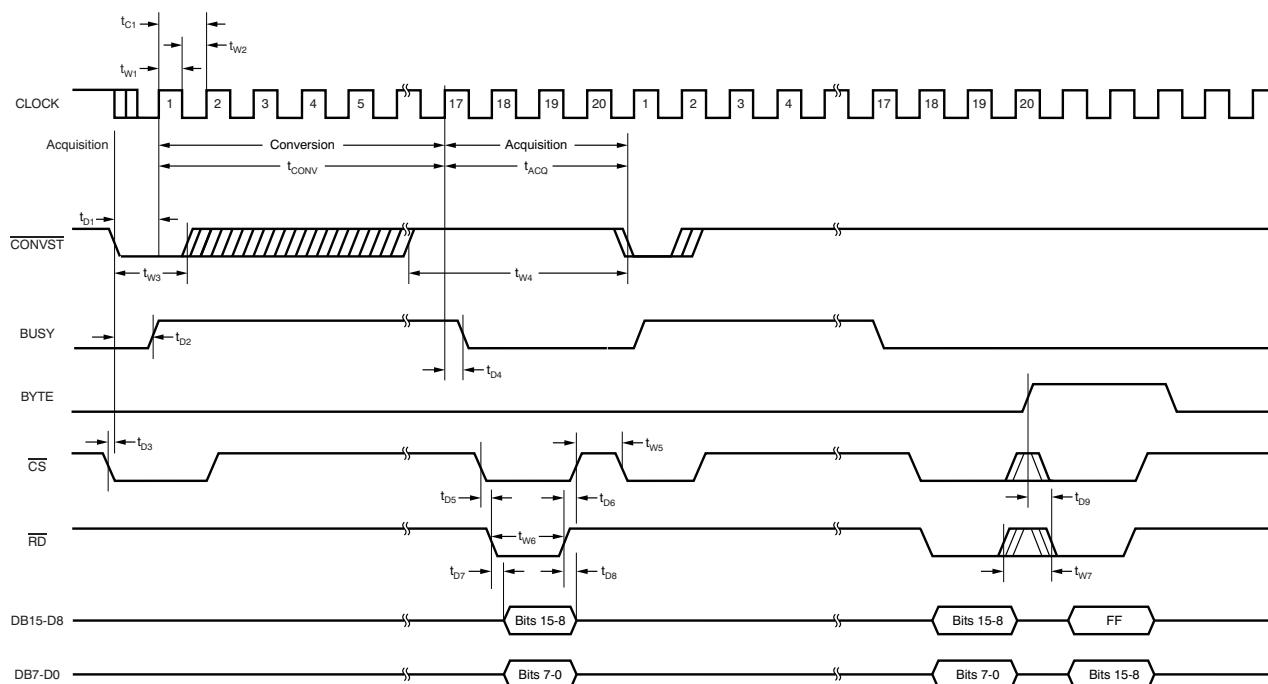 tC1
tW2
tW1
CLOCK 1 2 3 4 5 17 18 19 20 1 2 3 4 17 18 19 20
Acquisition Conversion Acquisition
tCONV tACQ
tD1
CONVST
tW3 tW4
BUSY
tD2
tD4
BYTE
tD3 tW5
CS
tD5 tD6 tD9
RD tW6
tD7 tD8 tW7
DB15-D8 Bits 15-8 Bits 15-8 FF
DB7-D0 Bits 7-0 Bits 7-0 Bits 15-8